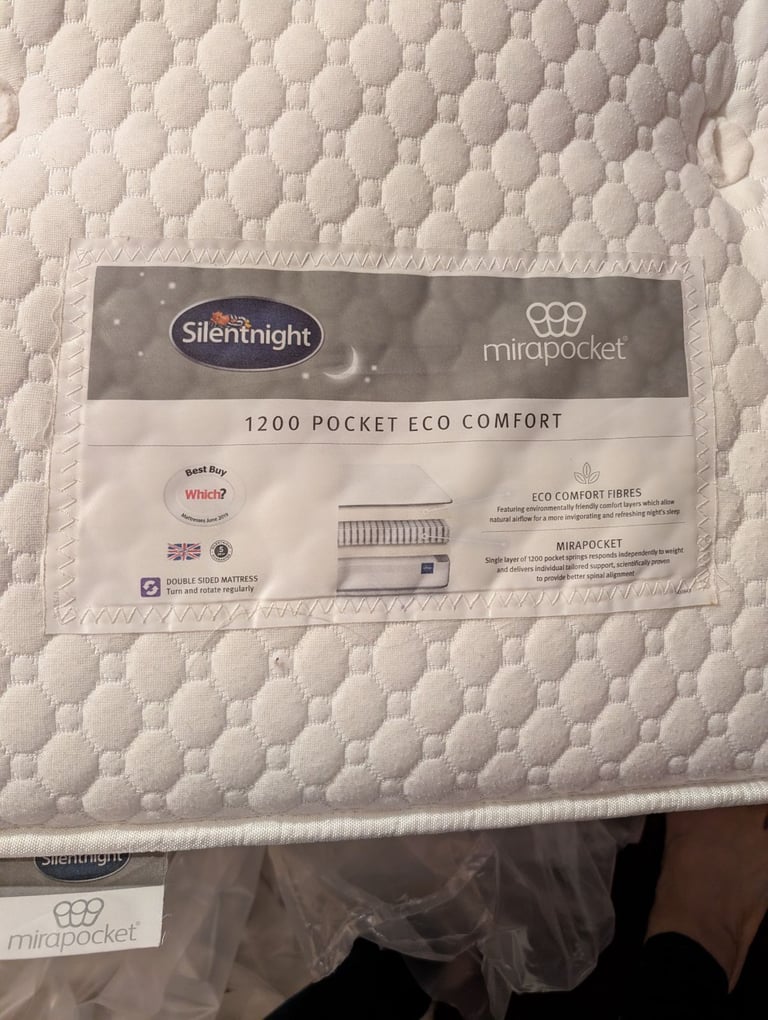 Silentnight
mirapocket®
1200 POCKET ECO COMFORT
Best Buy
Which?
Mattresses June 2019
5
DOUBLE SIDED MATTRESS
Turn and rotate regularly
ECO COMFORT FIBRES
Featuring environmentally friendly comfort layers which allow
natural airflow for a more invigorating and refreshing night's sleep
MIRAPOCKET
Single layer of 1200 pocket springs responds independently to weight
and delivers individual tailored support, scientifically proven
to provide better spinal alignment
Silentnight
mirapocket®